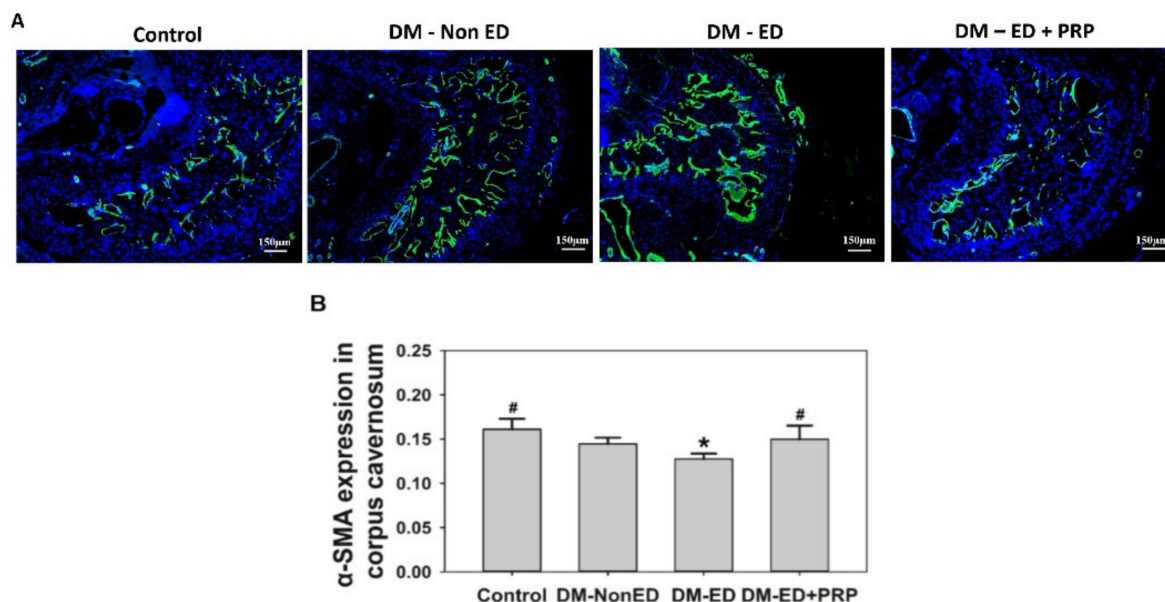 A
Control
DM - Non ED
DM - ED
DM – ED + PRP
150μm
150μm
150μm
150μm
B
α-SMA expression in
corpus cavernosum
0.25
0.20
0.15
0.10
0.05
0.00
#
*
#
Control DM-NonED DM-ED DM-ED+PRP